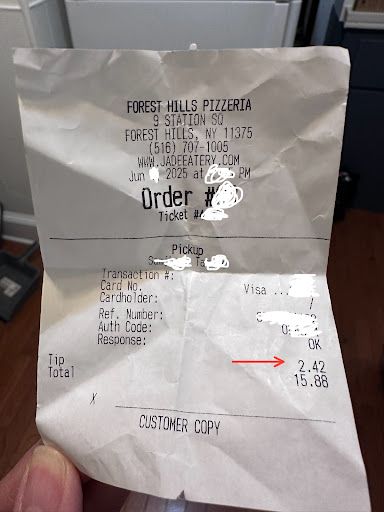 FOREST HILLS PIZZERIA
9 STATION SQ
FOREST HILLS, NY 11375
(516) 707-1005
WWW.JADEEATERY.COM
Jun 2025 at PM
Order #
Ticket #
Pickup
Transaction #:
Card No. Visa ...
Cardholder: /
Ref. Number:
Auth Code:
Response: OK
Tip 2.42
Total 15.88
X
CUSTOMER COPY